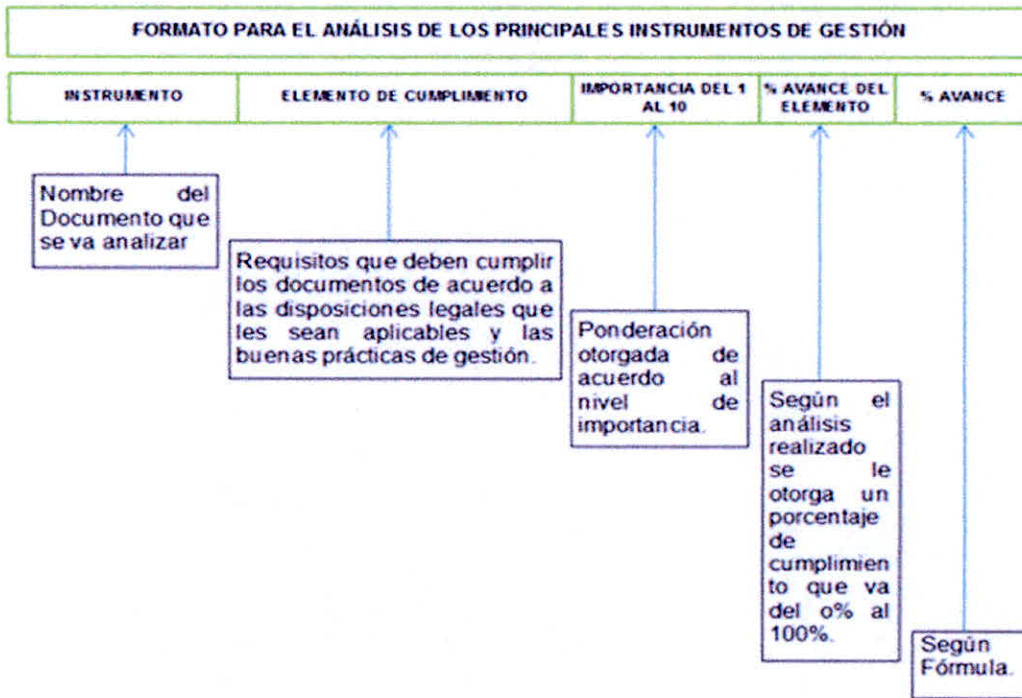 FORMATO PARA EL ANÁLISIS DE LOS PRINCIPALES INSTRUMENTOS DE GESTIÓN
INSTRUMENTO
ELEMENTO DE CUMPLIMIENTO
IMPORTANCIA DEL 1
AL 10
% AVANCE DEL
ELEMENTO
% AVANCE
Nombre del
Documento que
se va analizar
Requisitos que deben cumplir
los documentos de acuerdo a
las disposiciones legales que
les sean aplicables y las
buenas prácticas de gestión.
Ponderación
otorgada de
acuerdo al
nivel de
importancia.
Según el
análisis
realizado
se le
otorga un
porcentaje
de
cumplimien
to que va
del o% al
100%.
Según
Fórmula.